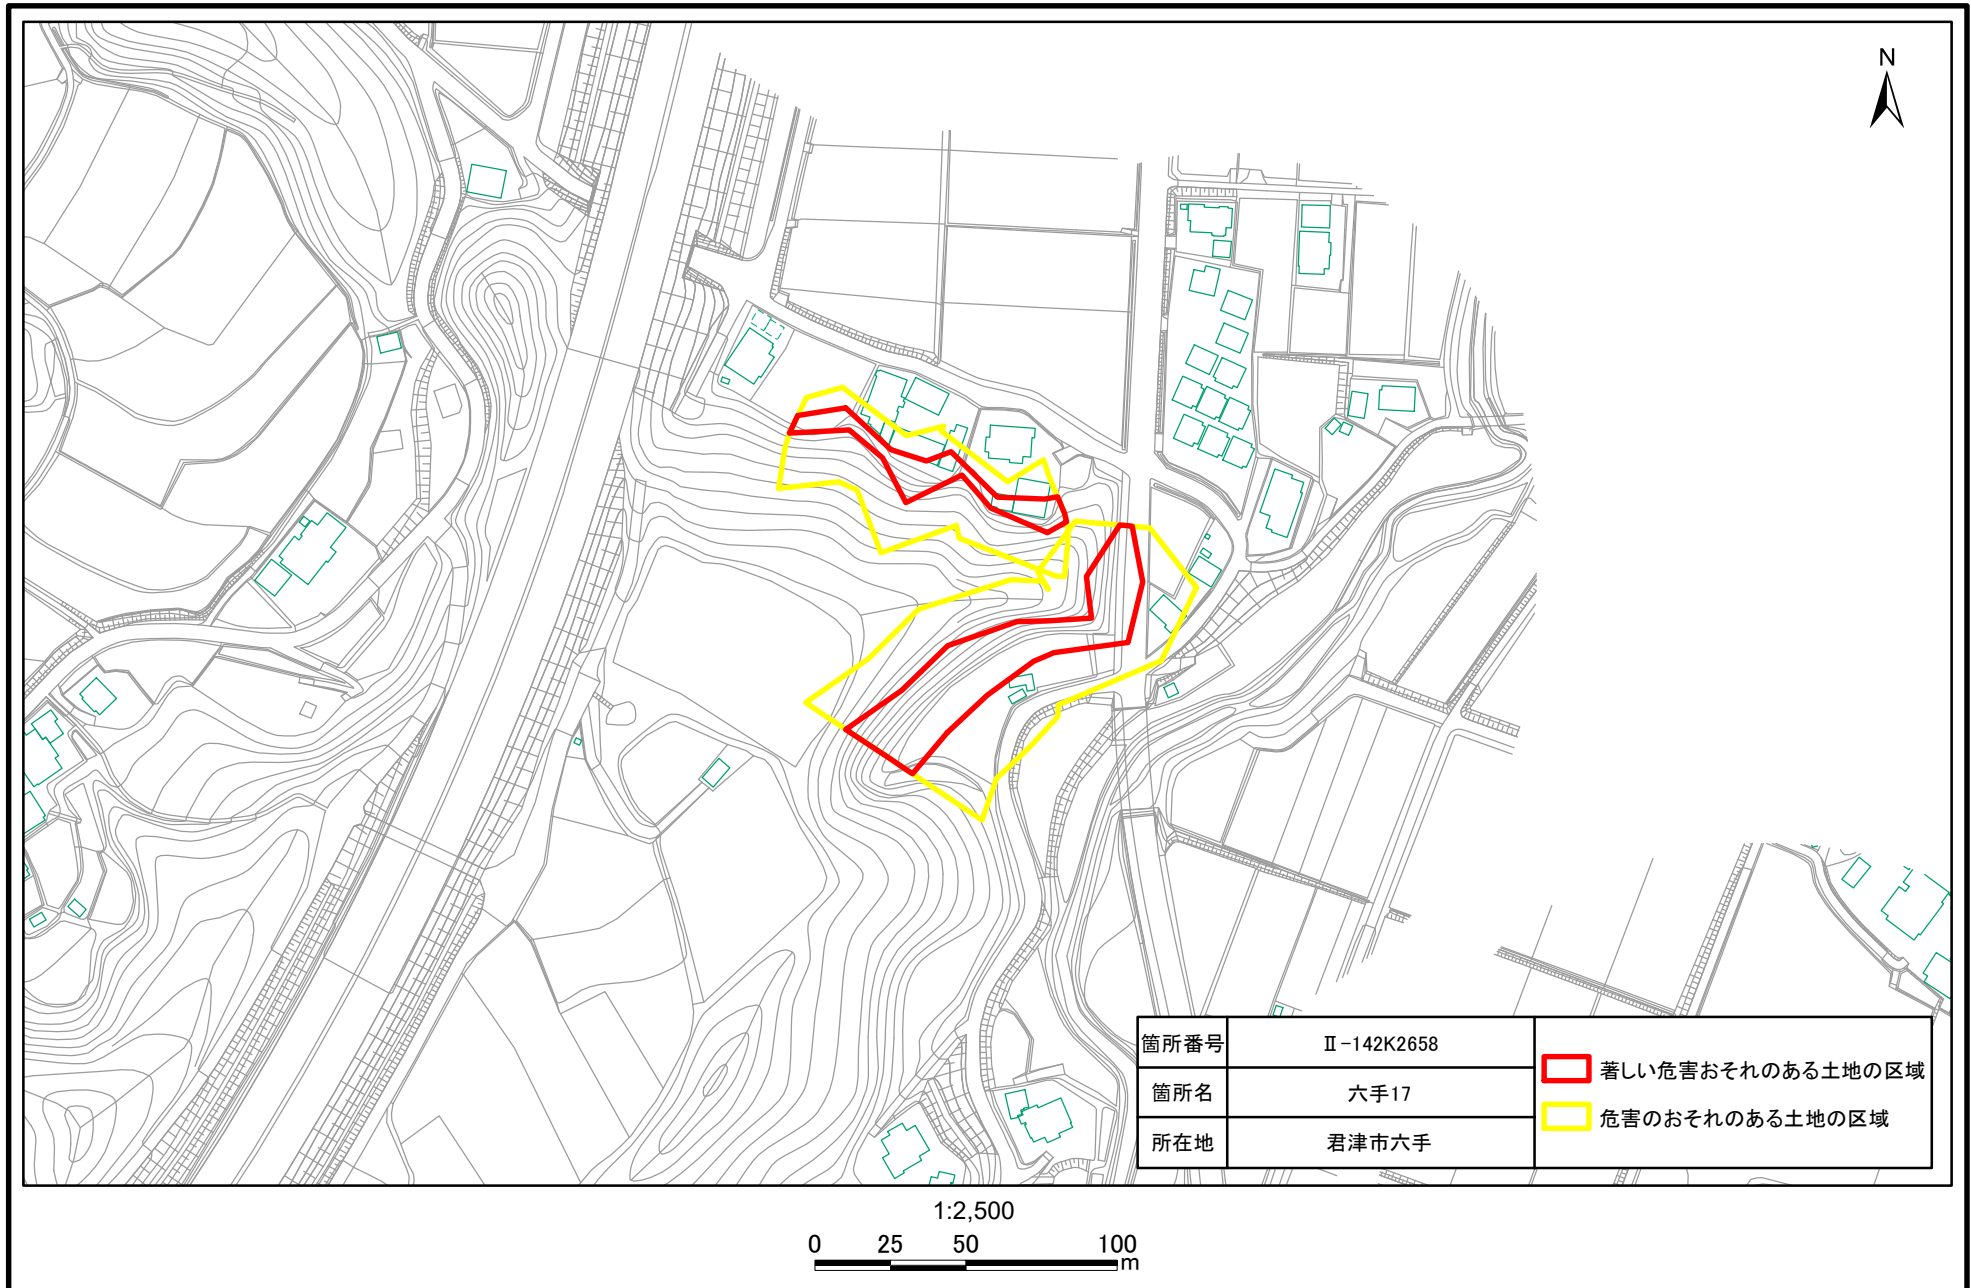 N
箇所番号 Ⅱ-142K2658
箇所名 六手17
所在地 君津市六手
著しい危害おそれのある土地の区域
危害のおそれのある土地の区域
1:2,500
0 25 50 100
m